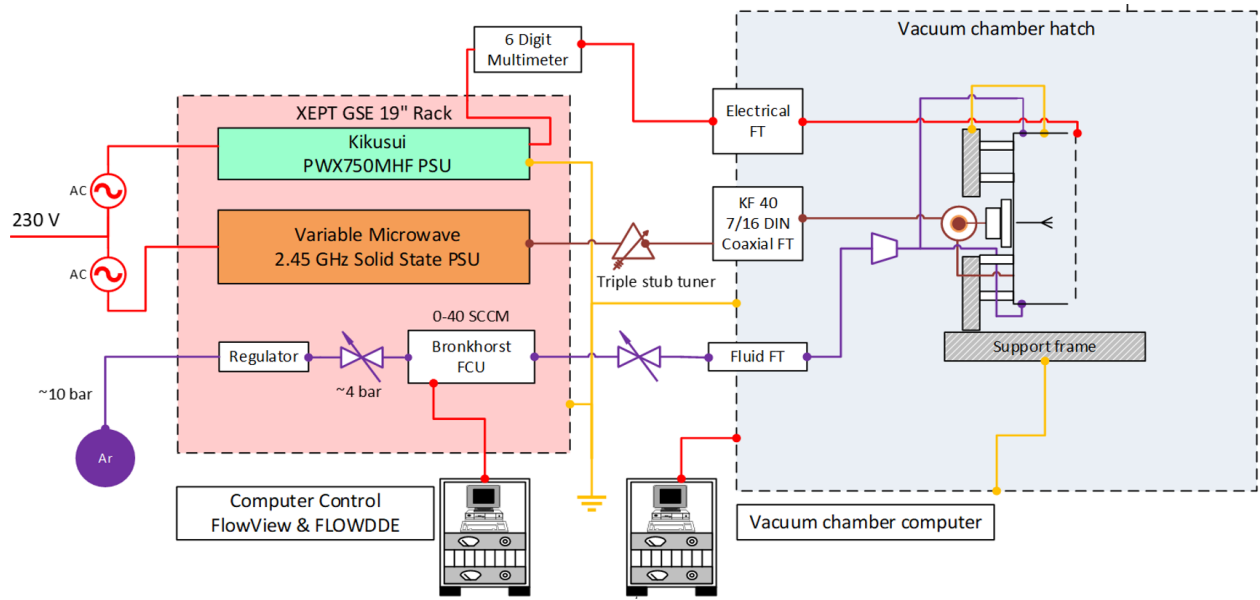 Vacuum chamber hatch
6 Digit
Multimeter
XEPT GSE 19" Rack
Electrical
FT
Kikusui
PWX750MHF PSU
AC
230 V
KF 40
7/16 DIN
Coaxial FT
Variable Microwave
2.45 GHz Solid State PSU
AC
Triple stub tuner
0-40 SCCM
Regulator
Bronkhorst
FCU
Fluid FT
Support frame
~10 bar
~4 bar
Ar
Computer Control
FlowView & FLOWDDE
Vacuum chamber computer